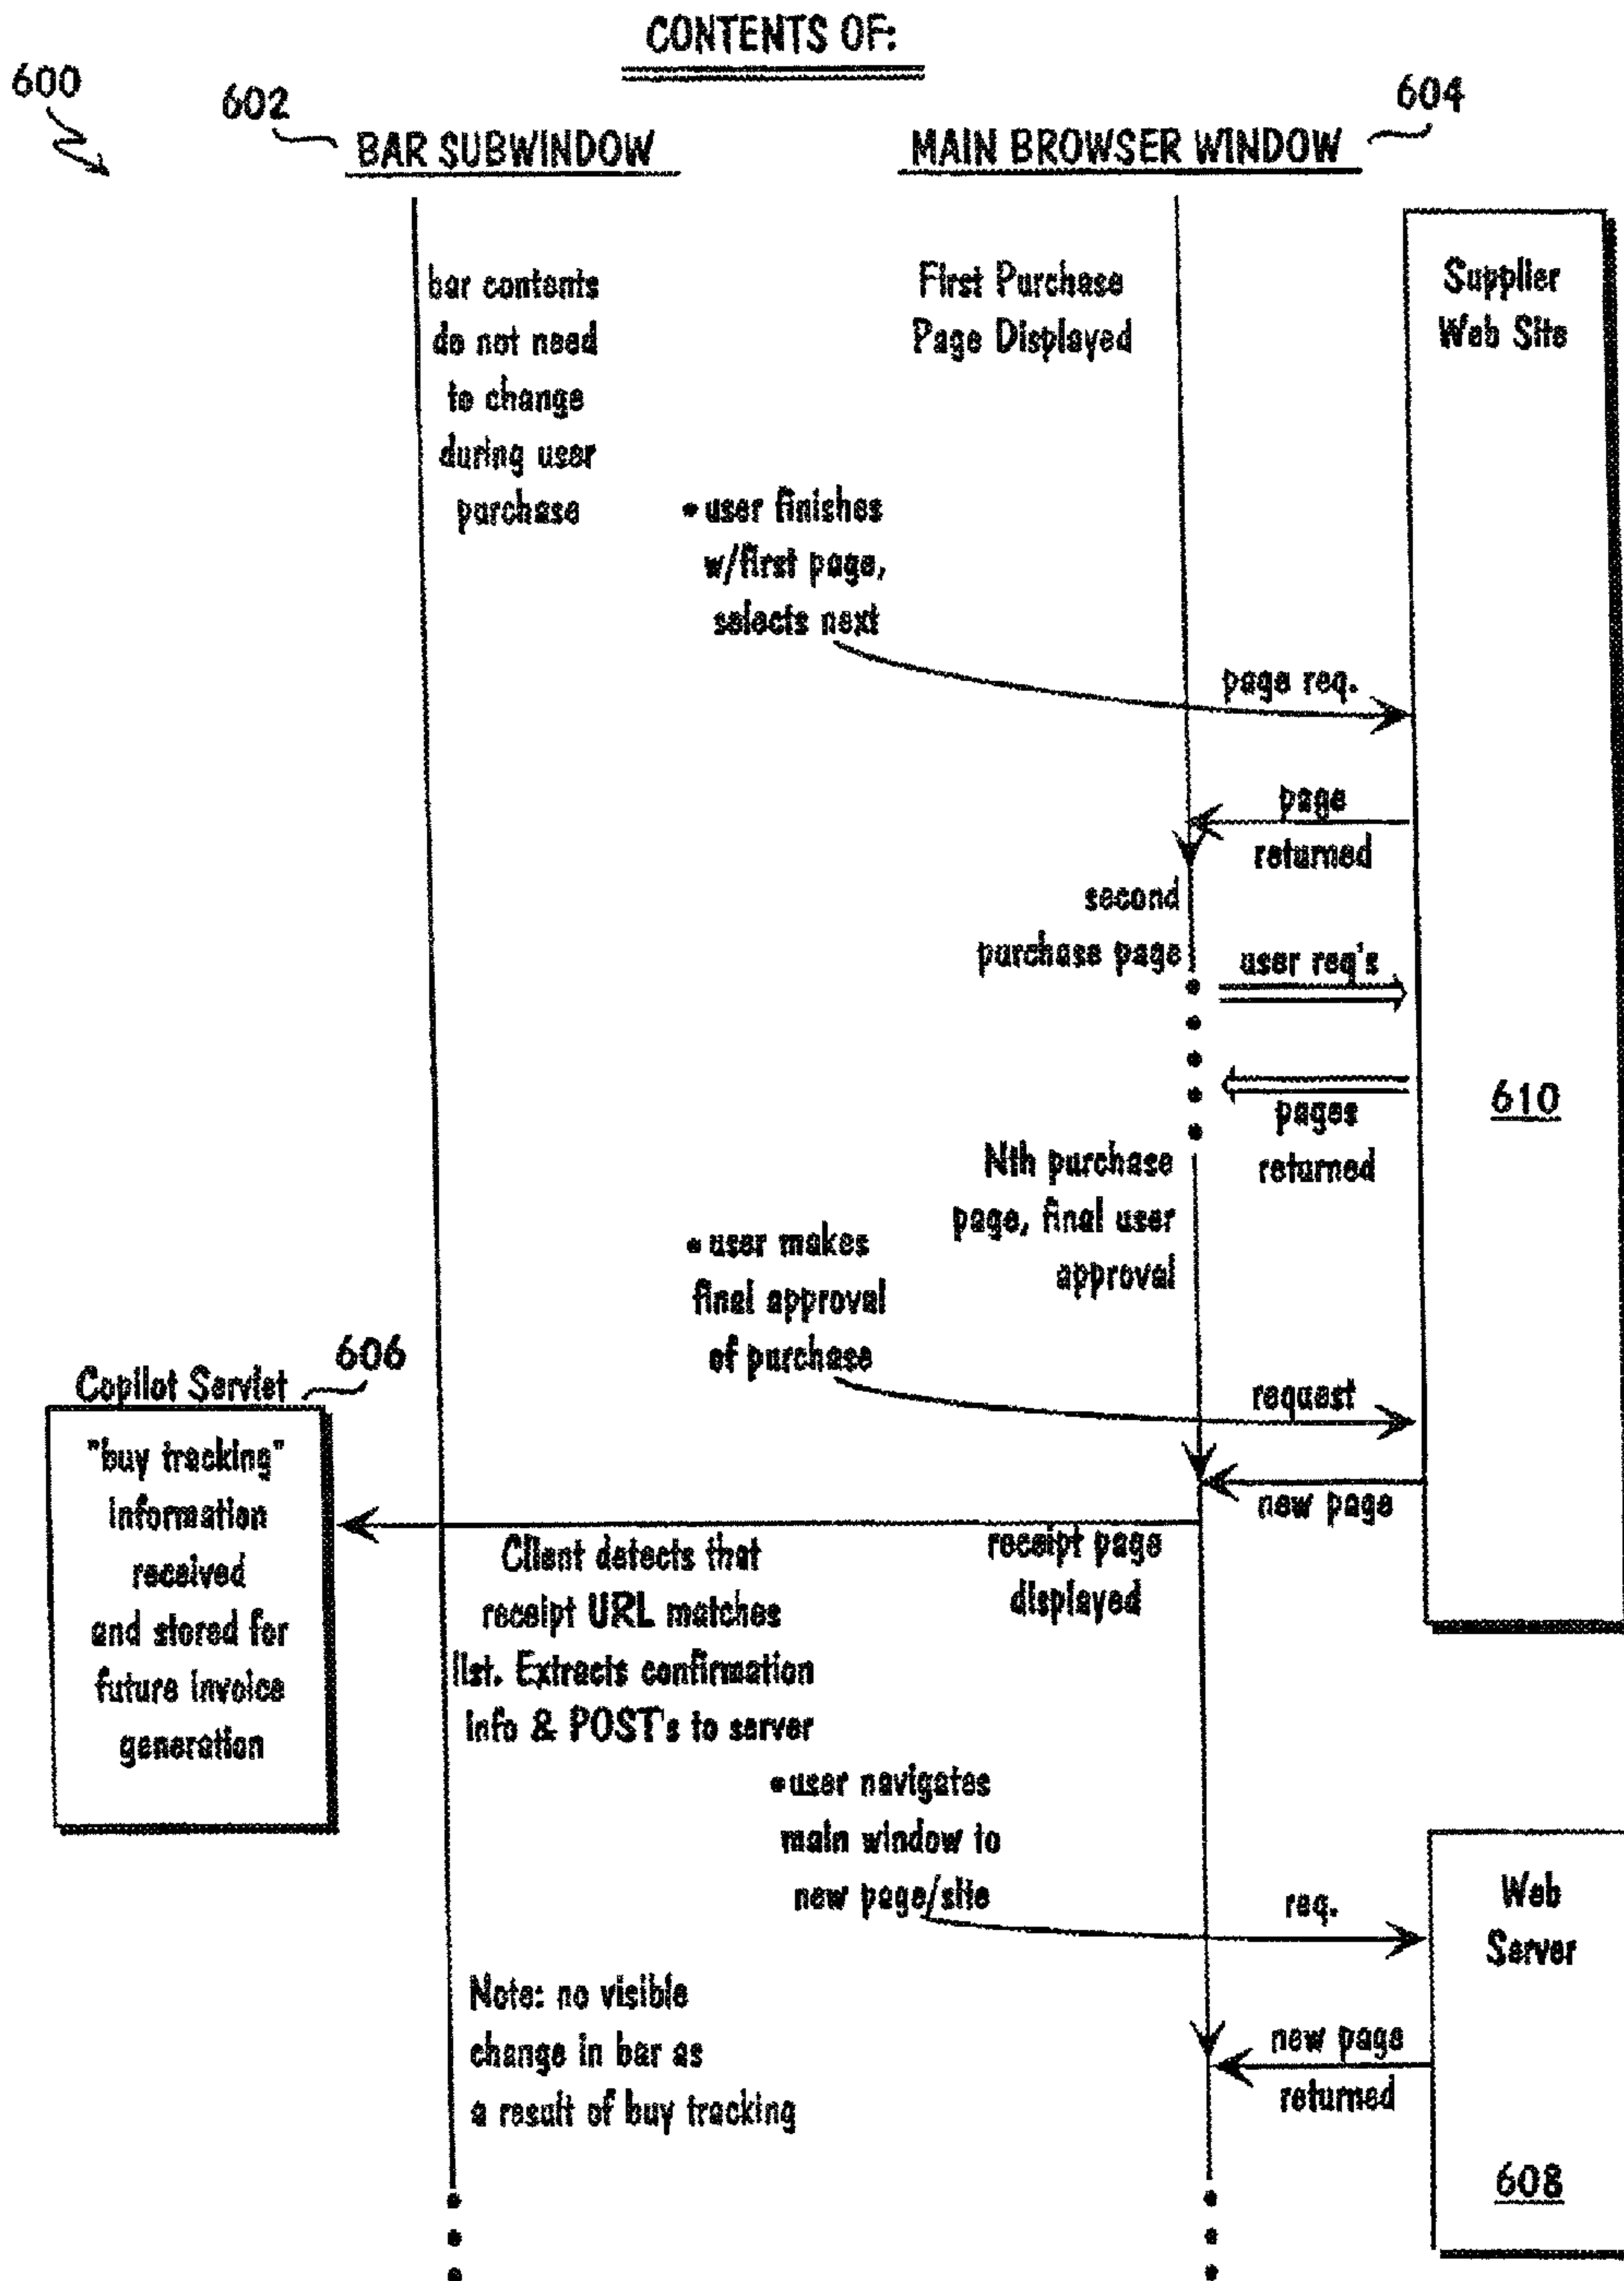 CONTENTS OF:
600
602
BAR SUBWINDOW
604
MAIN BROWSER WINDOW
bar contents
do not need
to change
during user
purchase
First Purchase
Page Displayed
Supplier
Web Site
• user finishes
w/first page,
selects next
page req.
page
returned
second
purchase page
user req's
pages
returned
610
Nth purchase
page, final user
approval
• user makes
final approval
of purchase
request
new page
Copilot Servlet
606
"buy tracking"
information
received
and stored for
future invoice
generation
receipt page
displayed
Client detects that
receipt URL matches
list. Extracts confirmation
info & POST's to server
• user navigates
main window to
new page/site
req.
Web
Server
new page
returned
608
Note: no visible
change in bar as
a result of buy tracking